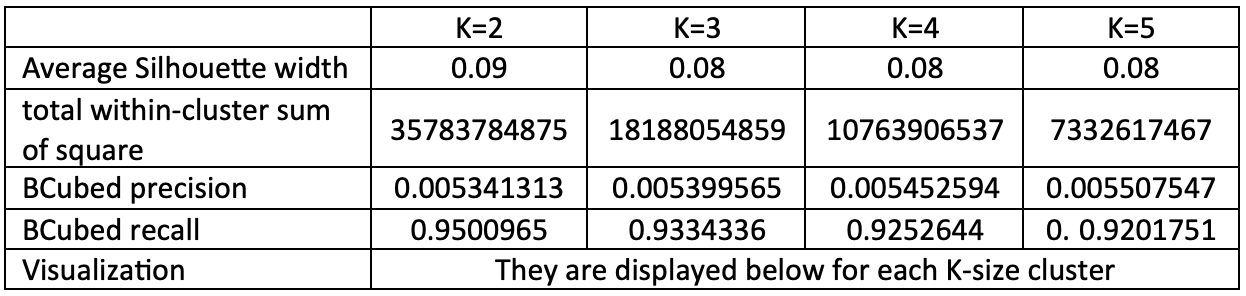 K=2 K=3 K=4 K=5
Average Silhouette width 0.09 0.08 0.08 0.08
total within-cluster sum
of square 35783784875 18188054859 10763906537 7332617467
BCubed precision 0.005341313 0.005399565 0.005452594 0.005507547
BCubed recall 0.9500965 0.9334336 0.9252644 0. 0.9201751
Visualization They are displayed below for each K-size cluster